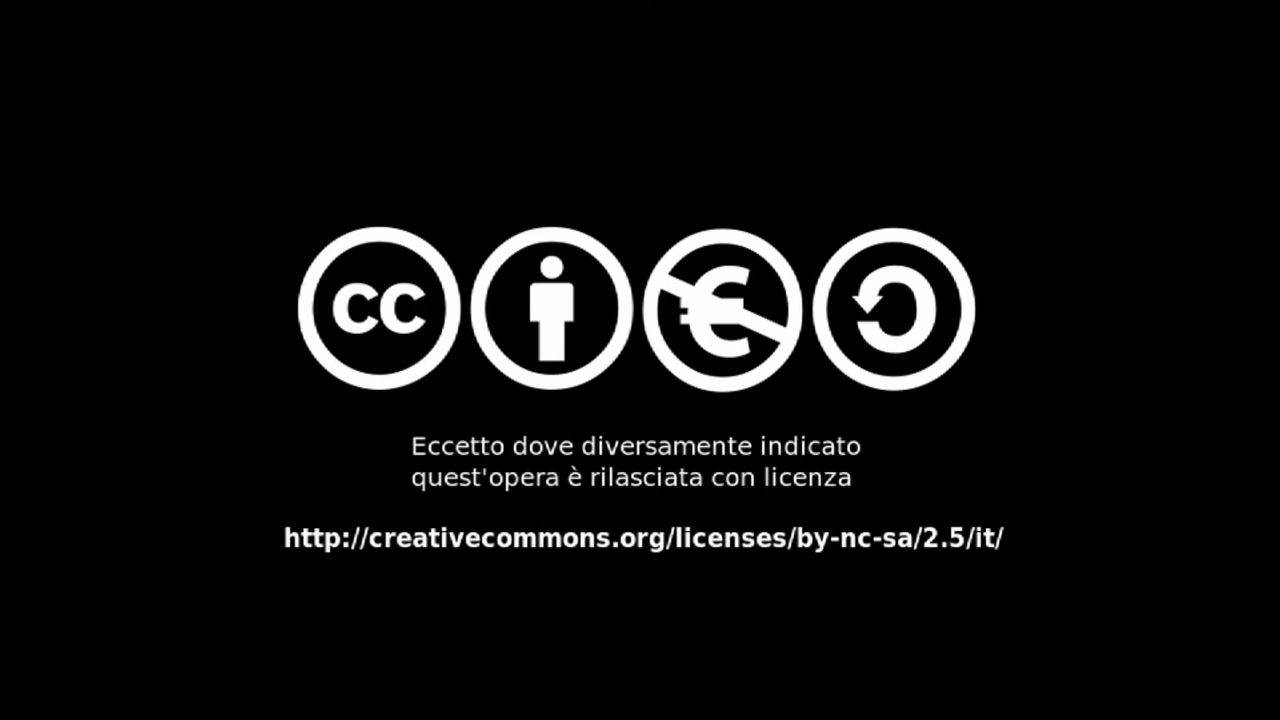 cc
Eccetto dove diversamente indicato
quest'opera è rilasciata con licenza
http://creativecommons.org/licenses/by-nc-sa/2.5/it/